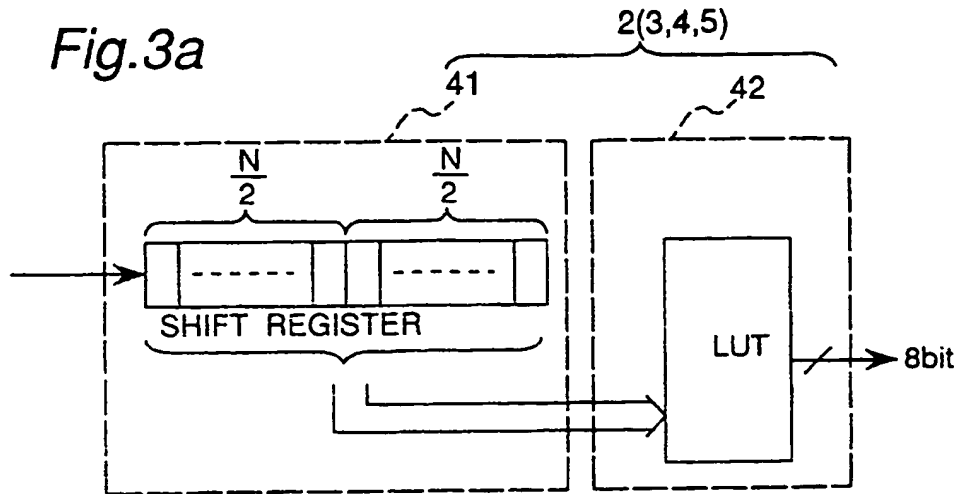 Fig.3a
2(3,4,5)
41
42
N/2
N/2
SHIFT REGISTER
LUT
8bit